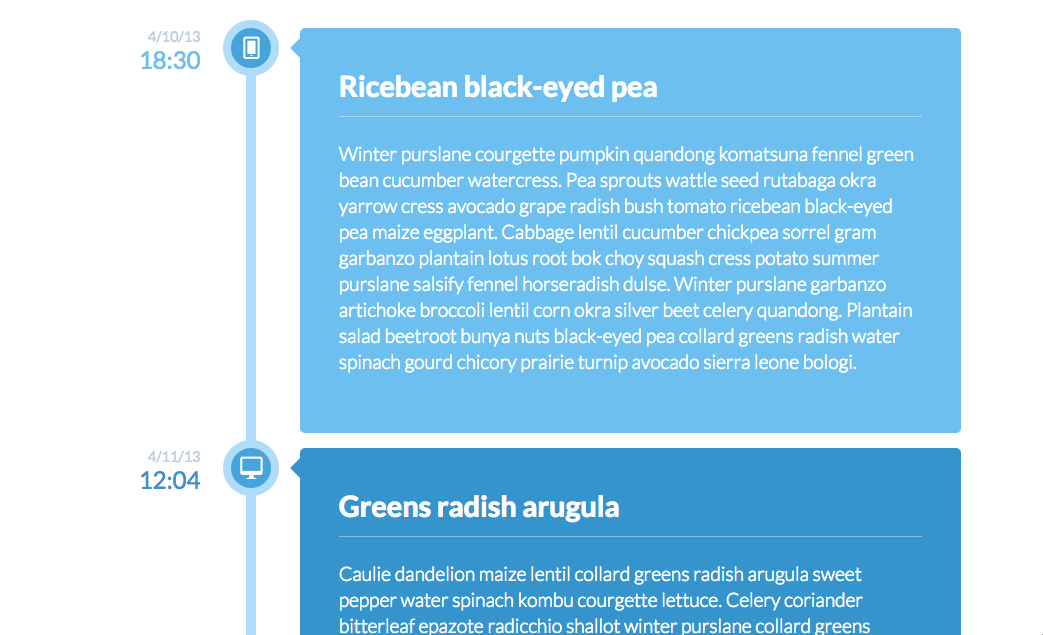 4/10/13
18:30
Ricebean black-eyed pea
Winter purslane courgette pumpkin quandong komatsuna fennel green
bean cucumber watercress. Pea sprouts wattle seed rutabaga okra
yarrow cress avocado grape radish bush tomato ricebean black-eyed
pea maize eggplant. Cabbage lentil cucumber chickpea sorrel gram
garbanzo plantain lotus root bok choy squash cress potato summer
purslane salsify fennel horseradish dulse. Winter purslane garbanzo
artichoke broccoli lentil corn okra silver beet celery quandong. Plantain
salad beetroot bunya nuts black-eyed pea collard greens radish water
spinach gourd chicory prairie turnip avocado sierra leone bologi.
4/11/13
12:04
Greens radish arugula
Caulie dandelion maize lentil collard greens radish arugula sweet
pepper water spinach kombu courgette lettuce. Celery coriander
bitterleaf epazote radicchio shallot winter purslane collard greens